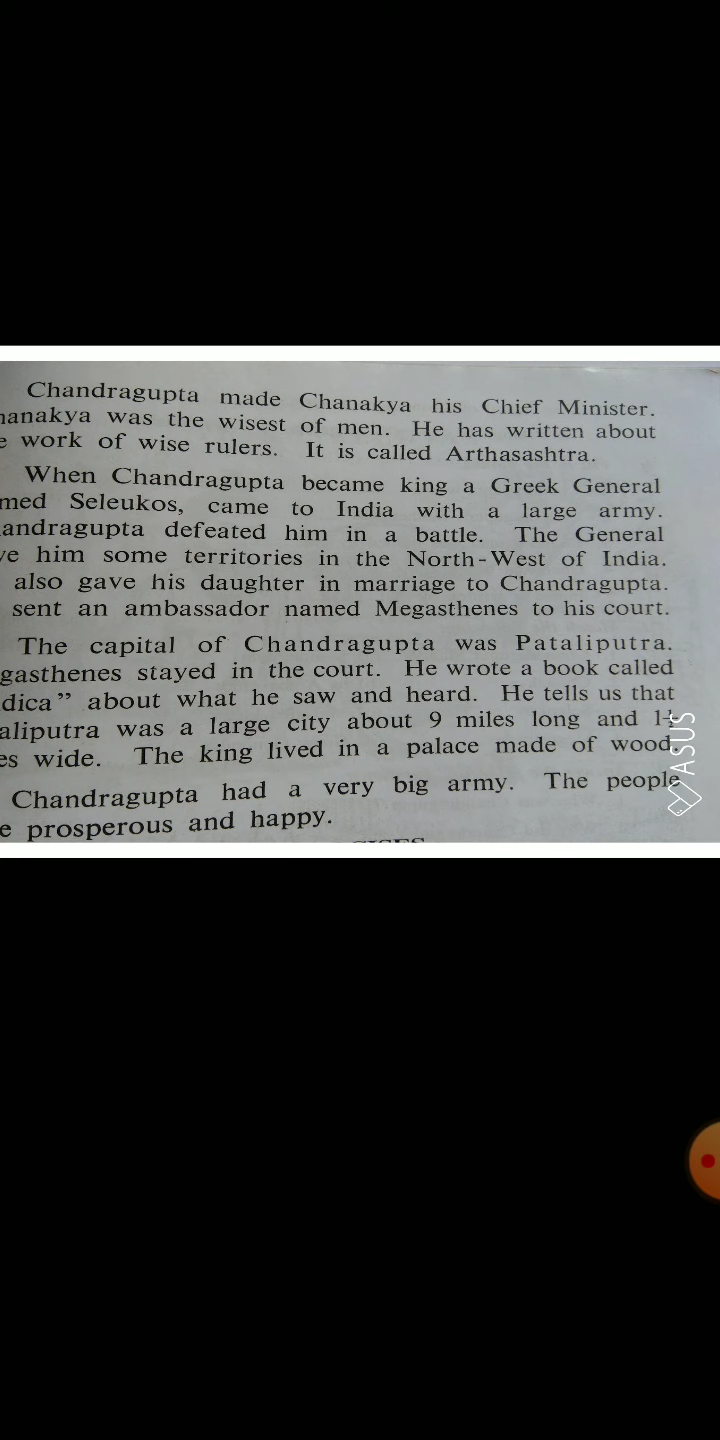 Chandragupta made Chanakya his Chief Minister.
hanakya was the wisest of men. He has written about
e work of wise rulers. It is called Arthasashtra.
When Chandragupta became king a Greek General
med Seleukos, came to India with a large army.
andragupta defeated him in a battle. The General
ve him some territories in the North-West of India.
also gave his daughter in marriage to Chandragupta.
sent an ambassador named Megasthenes to his court.
The capital of Chandragupta was Pataliputra.
gasthenes stayed in the court. He wrote a book called
dica” about what he saw and heard. He tells us that
aliputra was a large city about 9 miles long and
es wide. The king lived in a palace made of wood.
Chandragupta had a very big army. The people
e prosperous and happy.
ASUS